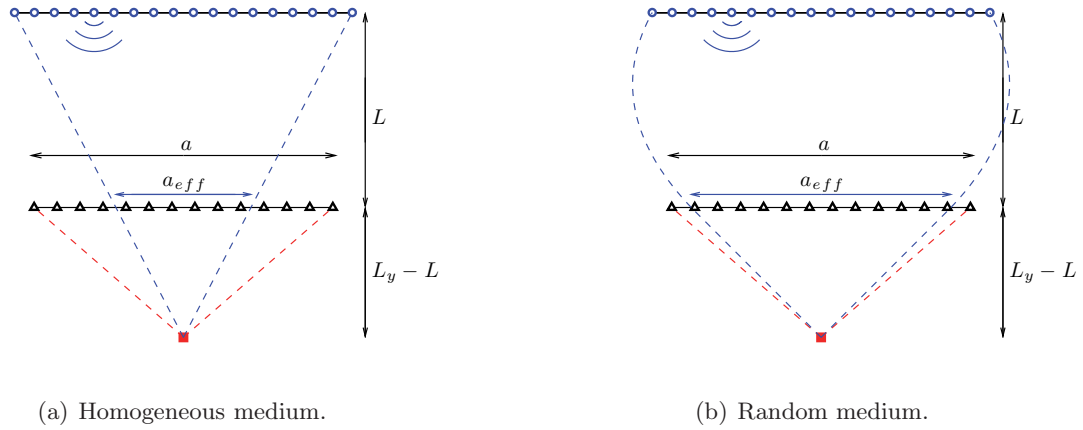 L
a
a_{eff}
L_y − L
(a) Homogeneous medium.
L
a
a_{eff}
L_y − L
(b) Random medium.